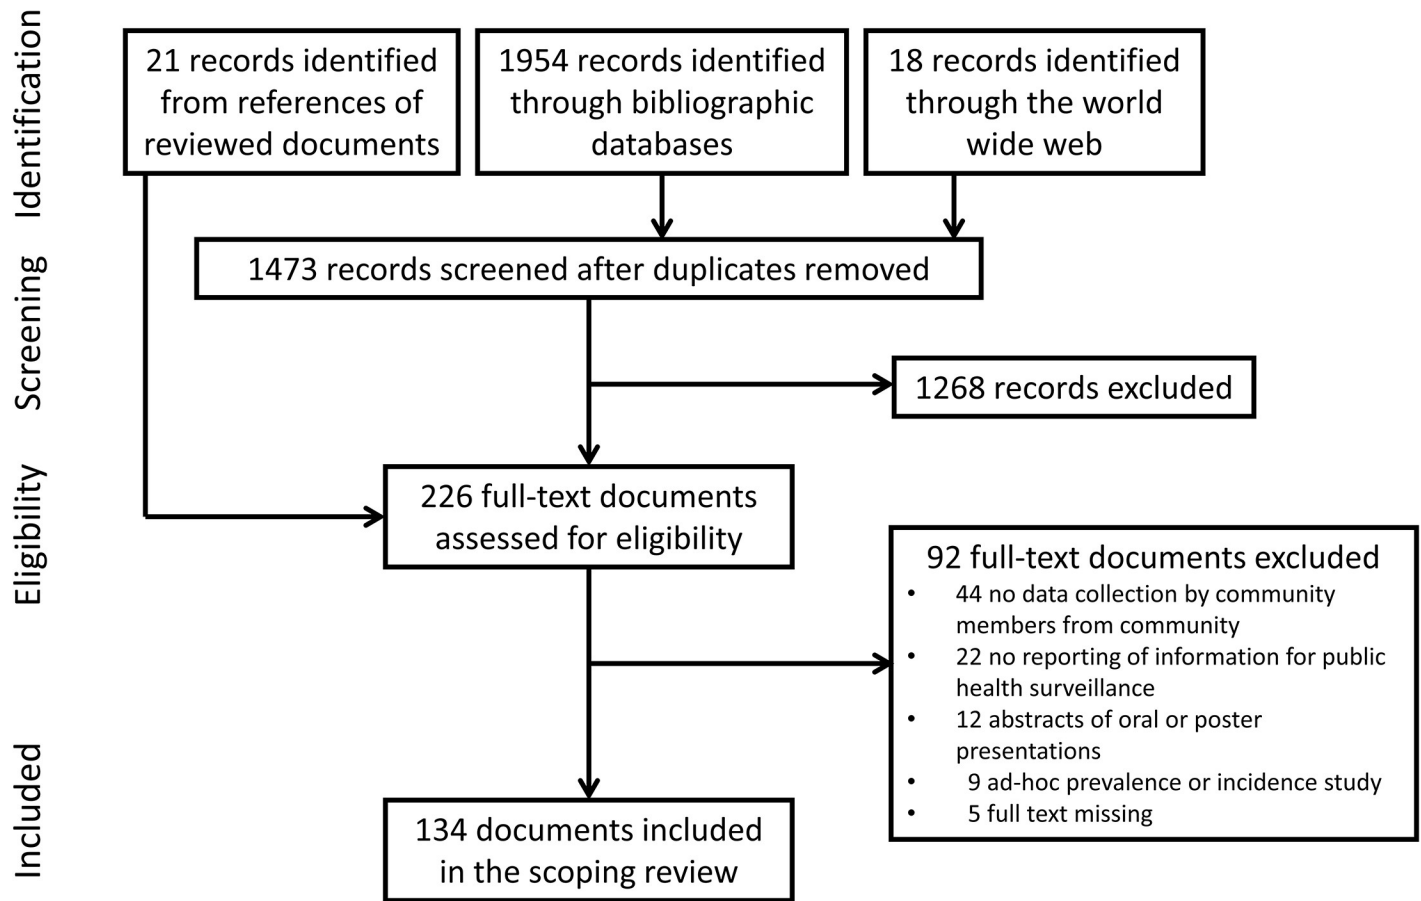 Identification
21 records identified
from references of
reviewed documents
1954 records identified
through bibliographic
databases
18 records identified
through the world
wide web
Screening
1473 records screened after duplicates removed
1268 records excluded
Eligibility
226 full-text documents
assessed for eligibility
92 full-text documents excluded
• 44 no data collection by community
members from community
• 22 no reporting of information for public
health surveillance
• 12 abstracts of oral or poster
presentations
• 9 ad-hoc prevalence or incidence study
• 5 full text missing
Included
134 documents included
in the scoping review